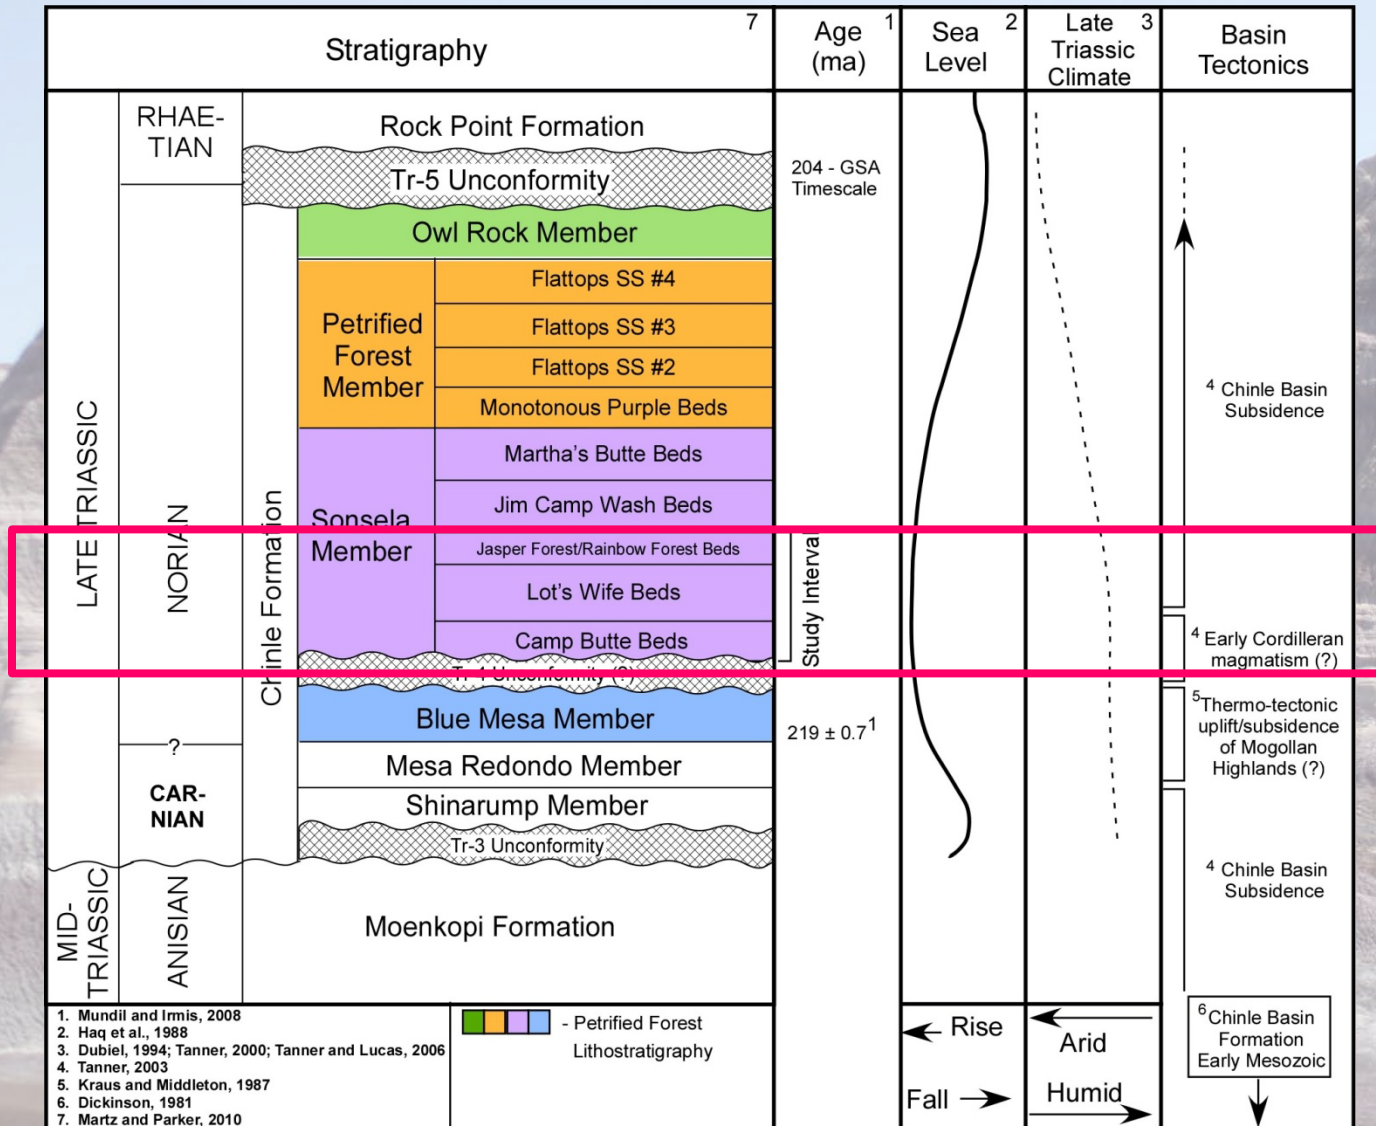 Stratigraphy
7
Age
(ma)
1
Sea
Level
2
Late
Triassic
Climate
3
Basin
Tectonics
LATE TRIASSIC
MID-
TRIASSIC
RHAE-
TIAN
NORIAN
?
CAR-
NIAN
ANISIAN
Chinle Formation
Rock Point Formation
Tr-5 Unconformity
Owl Rock Member
Petrified
Forest
Member
Flattops SS #4
Flattops SS #3
Flattops SS #2
Monotonous Purple Beds
Sonsela
Member
Martha's Butte Beds
Jim Camp Wash Beds
Jasper Forest/Rainbow Forest Beds
Lot's Wife Beds
Camp Butte Beds
Tr-4 Unconformity (?)
Blue Mesa Member
Mesa Redondo Member
Shinarump Member
Tr-3 Unconformity
Moenkopi Formation
204 - GSA
Timescale
Study Interval
219 ± 0.7¹
⁴ Chinle Basin
Subsidence
⁴ Early Cordilleran
magmatism (?)
⁵Thermo-tectonic
uplift/subsidence
of Mogollan
Highlands (?)
⁴ Chinle Basin
Subsidence
⁶Chinle Basin
Formation
Early Mesozoic
1. Mundil and Irmis, 2008
2. Haq et al., 1988
3. Dubiel, 1994; Tanner, 2000; Tanner and Lucas, 2006
4. Tanner, 2003
5. Kraus and Middleton, 1987
6. Dickinson, 1981
7. Martz and Parker, 2010
- Petrified Forest
Lithostratigraphy
Rise
Fall
Arid
Humid